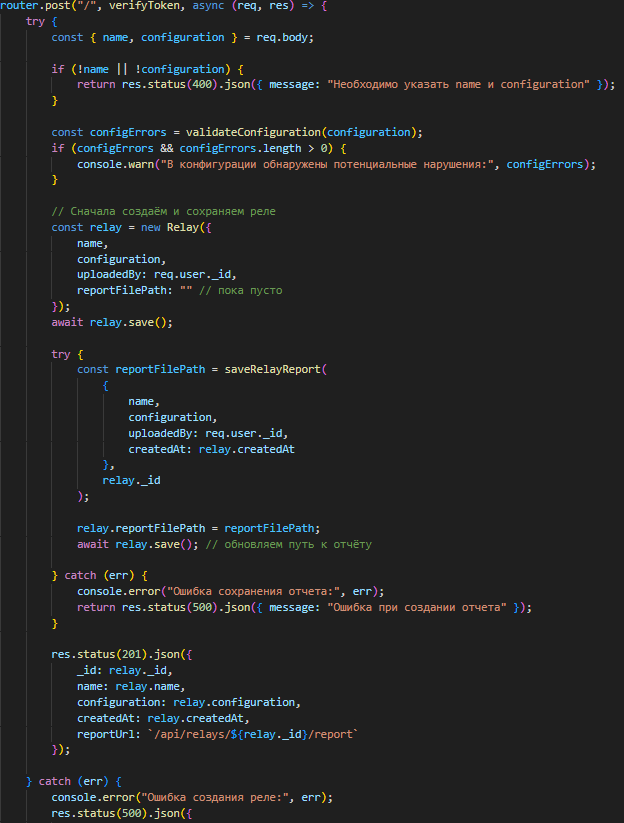 router.post("/", verifyToken, async (req, res) => {
    try {
        const { name, configuration } = req.body;

        if (!name || !configuration) {
            return res.status(400).json({ message: "Необходимо указать name и configuration" });
        }

        const configErrors = validateConfiguration(configuration);
        if (configErrors && configErrors.length > 0) {
            console.warn("В конфигурации обнаружены потенциальные нарушения:", configErrors);
        }

        // Сначала создаём и сохраняем реле
        const relay = new Relay({
            name,
            configuration,
            uploadedBy: req.user._id,
            reportFilePath: "" // пока пусто
        });
        await relay.save();

        try {
            const reportFilePath = saveRelayReport(
                {
                    name,
                    configuration,
                    uploadedBy: req.user._id,
                    createdAt: relay.createdAt
                },
                relay._id
            );

            relay.reportFilePath = reportFilePath;
            await relay.save(); // обновляем путь к отчёту

        } catch (err) {
            console.error("Ошибка сохранения отчета:", err);
            return res.status(500).json({ message: "Ошибка при создании отчета" });
        }

        res.status(201).json({
            _id: relay._id,
            name: relay.name,
            configuration: relay.configuration,
            createdAt: relay.createdAt,
            reportUrl: `/api/relays/${relay._id}/report`
        });

    } catch (err) {
        console.error("Ошибка создания реле:", err);
        res.status(500).json({